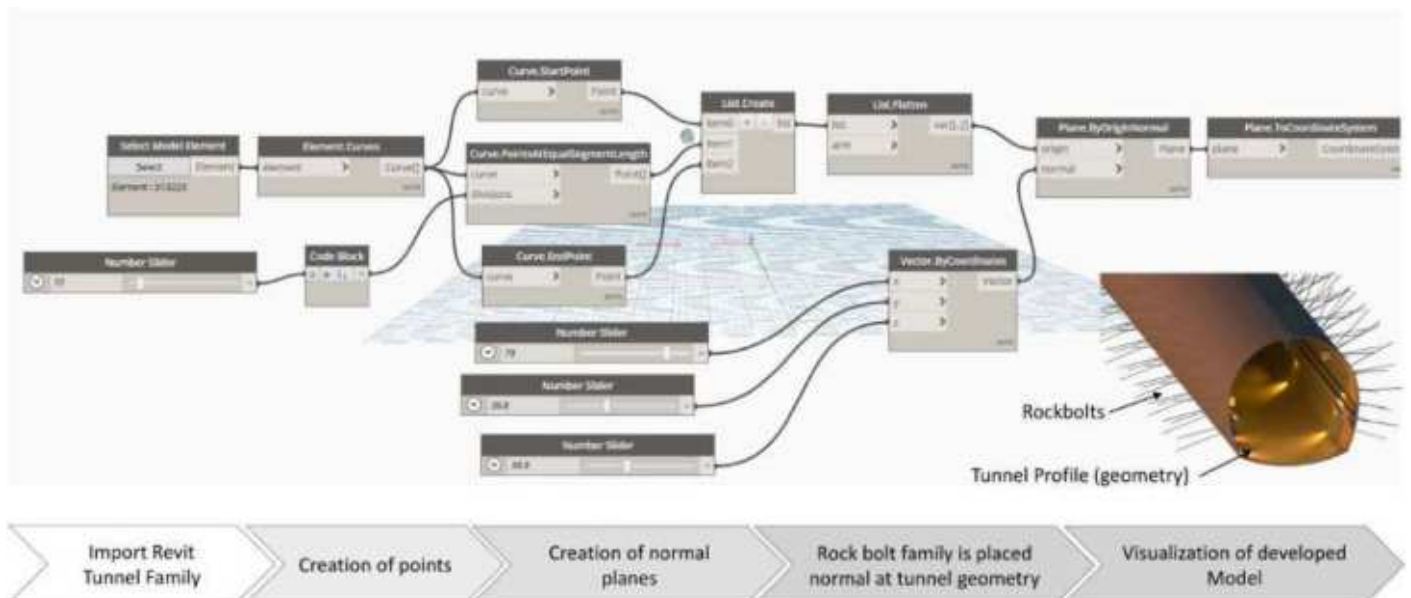 Curve.StartPoint
curve > Point
Select Model Element
Select Element
Element.Curves
element > Curve[]
Curve.PointsAtEqualSegmentLength
curve > Point[]
divisions >
List.Create
item0 + - list
item1
item2
List.Flatten
list > var[]..[]
amt >
Plane.ByOriginNormal
origin > Plane
normal >
Plane.ToCoordinateSystem
plane >
Number Slider
Code Block
Curve.EndPoint
curve > Point
Vector.ByCoordinates
x > Vector
y >
z >
Number Slider
Number Slider
Number Slider
Rockbolts
Tunnel Profile (geometry)
Import Revit
Tunnel Family
Creation of points
Creation of normal
planes
Rock bolt family is placed
normal at tunnel geometry
Visualization of developed
Model